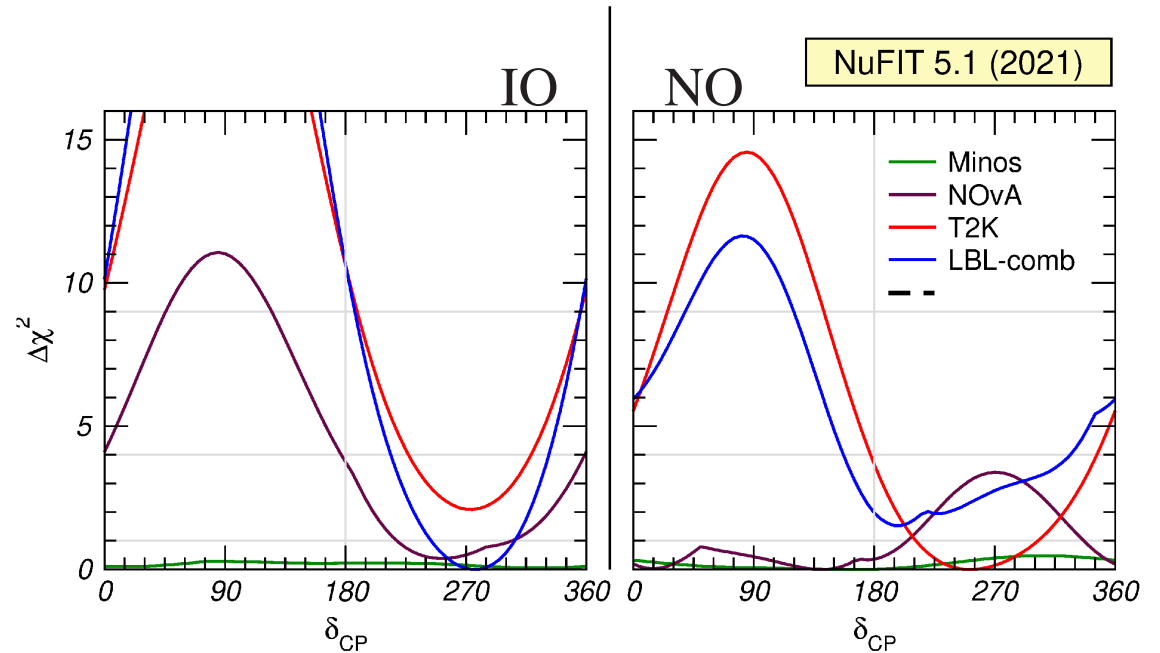 NuFIT 5.1 (2021)
IO
NO
15
10
5
0
Δχ²
Minos
NOvA
T2K
LBL-comb
0 90 180 270 360
0 90 180 270 360
δCP
δCP